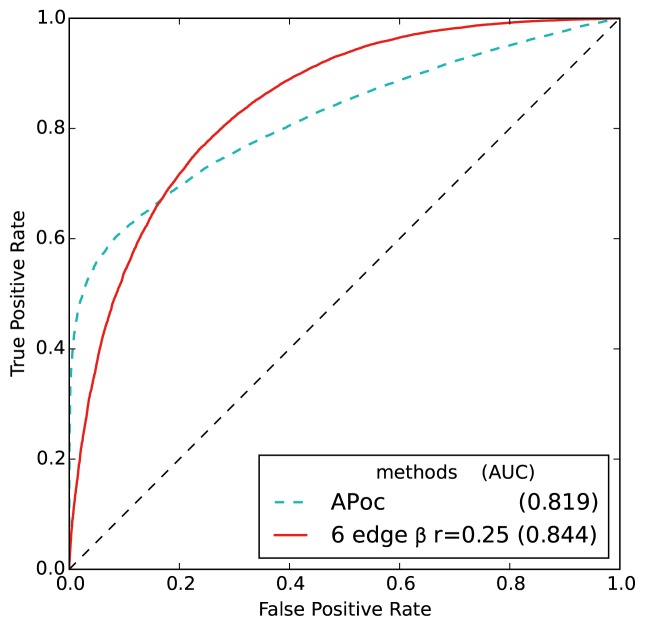 1.0
0.8
0.6
0.4
0.2
0.0
True Positive Rate
methods (AUC)
APoc (0.819)
6 edge β r=0.25 (0.844)
0.0 0.2 0.4 0.6 0.8 1.0
False Positive Rate